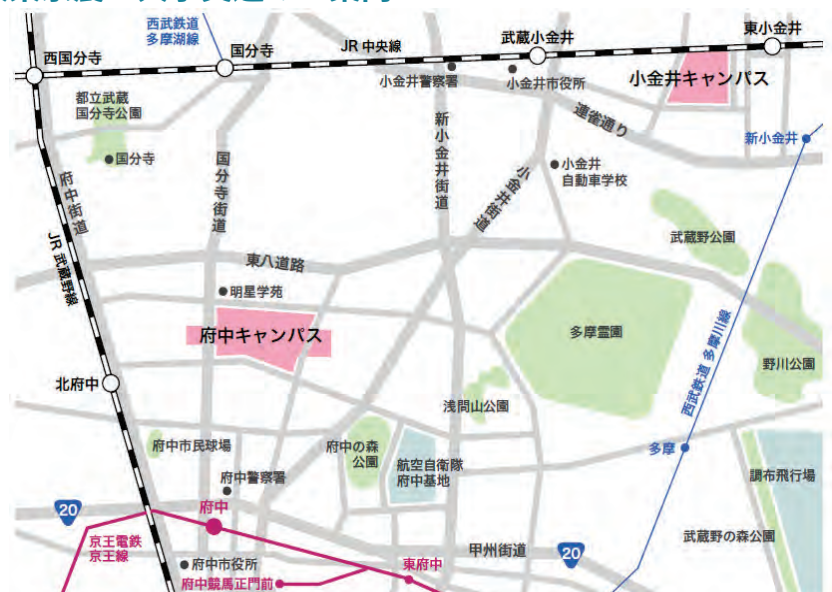 西武鉄道
多摩湖線
西国分寺
国分寺
JR 中央線
武蔵小金井
東小金井
小金井警察署
小金井市役所
小金井キャンパス
都立武蔵
国分寺公園
国分寺
府中街道
国分寺街道
新小金井街道
小金井街道
連雀通り
新小金井
小金井
自動車学校
JR 武蔵野線
東八道路
武蔵野公園
明星学苑
府中キャンパス
多摩霊園
西武鉄道 多摩川線
野川公園
北府中
浅間山公園
府中市民球場
府中の森
公園
航空自衛隊
府中基地
多摩
調布飛行場
府中警察署
20
府中
武蔵野の森公園
京王電鉄
京王線
甲州街道
20
府中市役所
東府中
府中競馬正門前